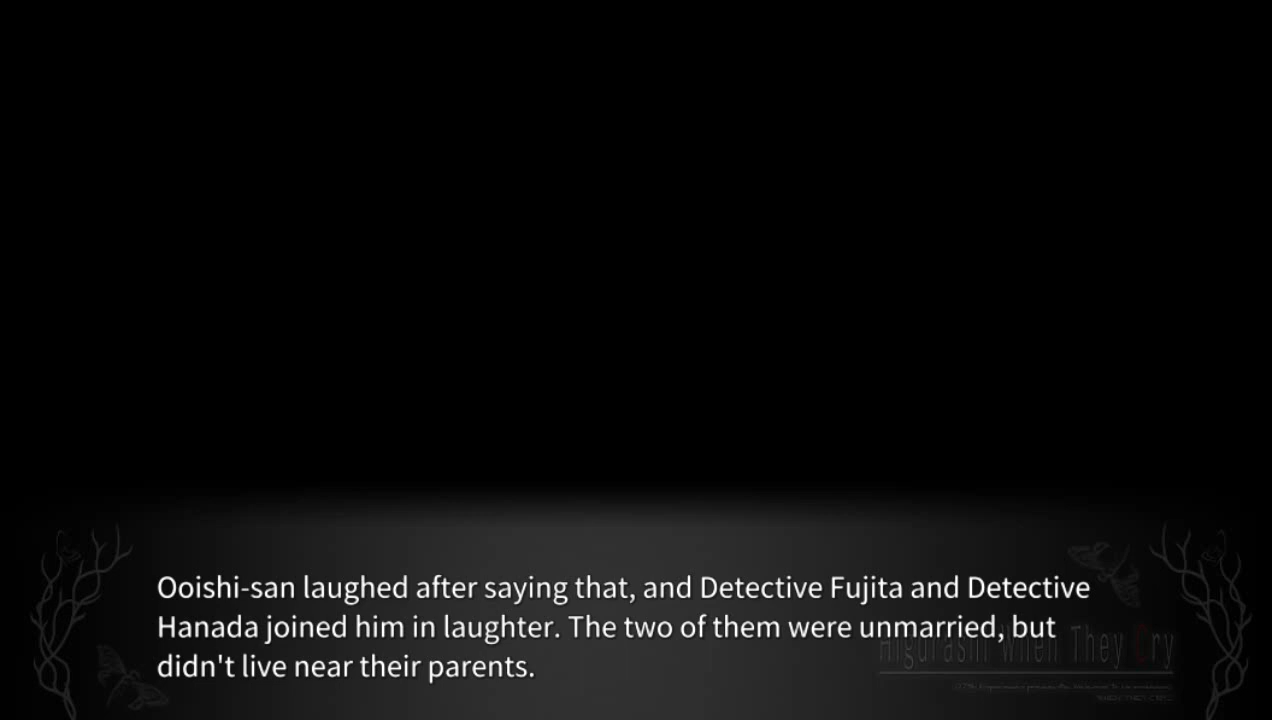 Ooishi-san laughed after saying that, and Detective Fujita and Detective
Hanada joined him in laughter. The two of them were unmarried, but
didn't live near their parents.
Higurashi When They Cry